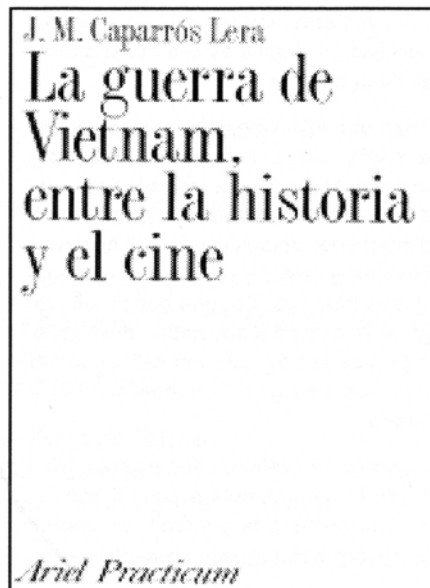 J. M. Caparrós Lera
La guerra de
Vietnam,
entre la historia
y el cine
Ariel Practicum